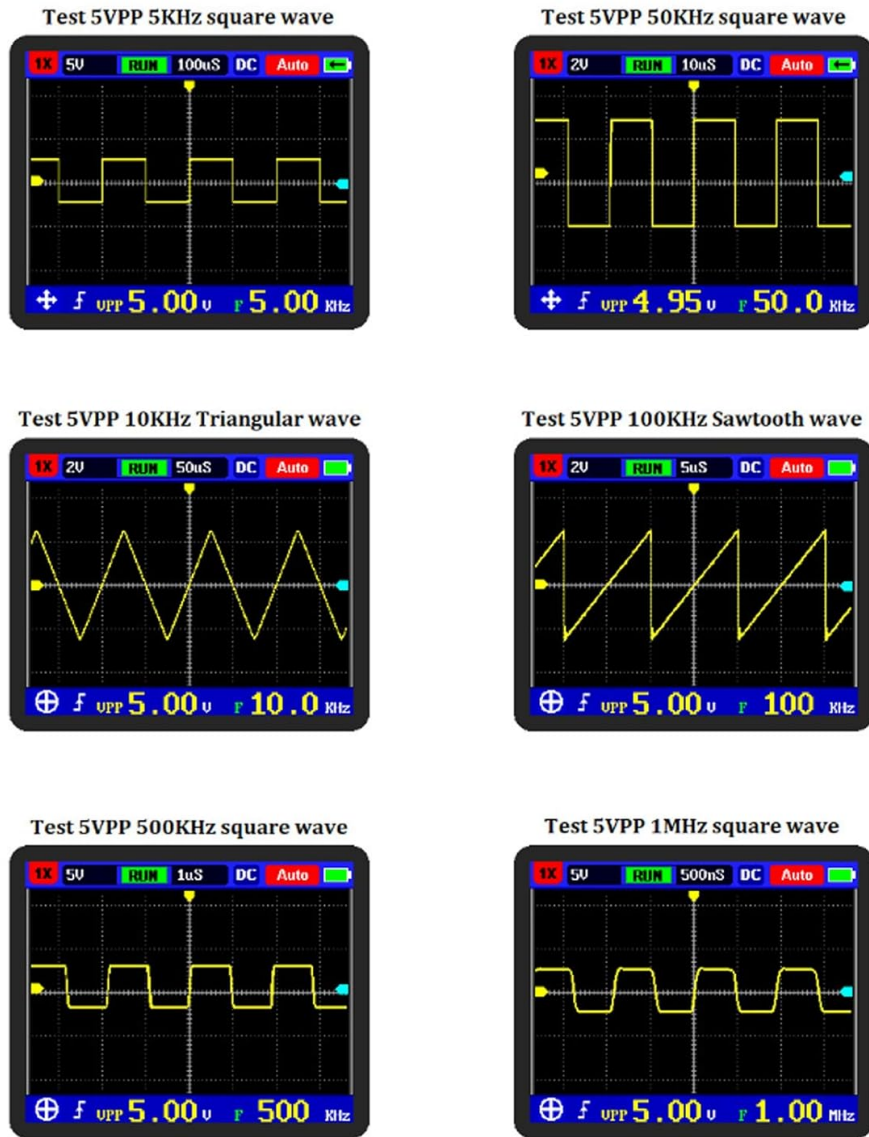 Test 5VPP 5KHz square wave
1X 5V RUN 100uS DC Auto
VPP 5.00 V F 5.00 KHz
Test 5VPP 50KHz square wave
1X 2V RUN 10uS DC Auto
VPP 4.95 V F 50.0 KHz
Test 5VPP 10KHz Triangular wave
1X 2V RUN 50uS DC Auto
VPP 5.00 V F 10.0 KHz
Test 5VPP 100KHz Sawtooth wave
1X 2V RUN 5uS DC Auto
VPP 5.00 V F 100 KHz
Test 5VPP 500KHz square wave
1X 5V RUN 1uS DC Auto
VPP 5.00 V F 500 KHz
Test 5VPP 1MHz square wave
1X 5V RUN 500nS DC Auto
VPP 5.00 V F 1.00 MHz